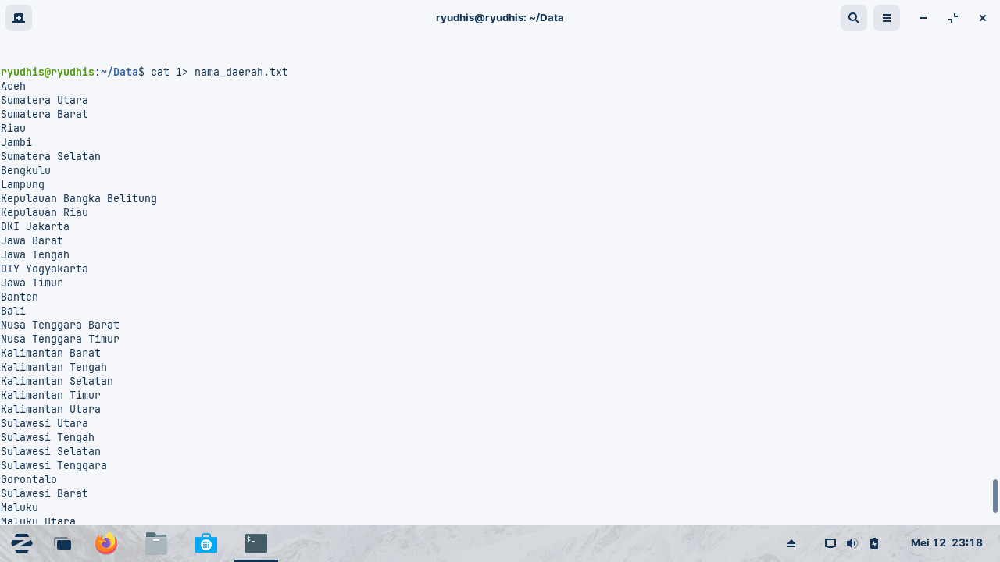 ryudhis@ryudhis: ~/Data
ryudhis@ryudhis:~/Data$ cat 1> nama_daerah.txt
Aceh
Sumatera Utara
Sumatera Barat
Riau
Jambi
Sumatera Selatan
Bengkulu
Lampung
Kepulauan Bangka Belitung
Kepulauan Riau
DKI Jakarta
Jawa Barat
Jawa Tengah
DIY Yogyakarta
Jawa Timur
Banten
Bali
Nusa Tenggara Barat
Nusa Tenggara Timur
Kalimantan Barat
Kalimantan Tengah
Kalimantan Selatan
Kalimantan Timur
Kalimantan Utara
Sulawesi Utara
Sulawesi Tengah
Sulawesi Selatan
Sulawesi Tenggara
Gorontalo
Sulawesi Barat
Maluku
Maluku Utara
$_
Mei 12 23:18